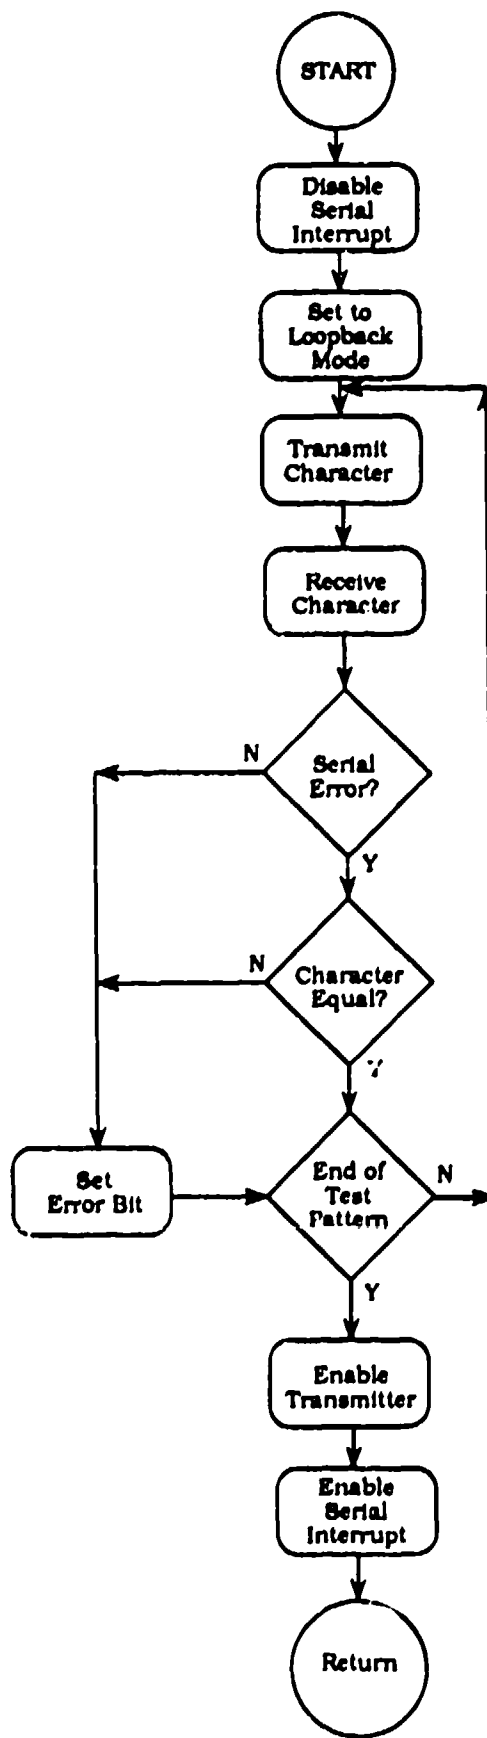 START
Disable
Serial
Interrupt
Set to
Loopback
Mode
Transmit
Character
Receive
Character
N
Serial
Error?
Y
N
Character
Equal?
Set
Error Bit
End of
Test
Pattern
N
Y
Enable
Transmitter
Enable
Serial
Interrupt
Return